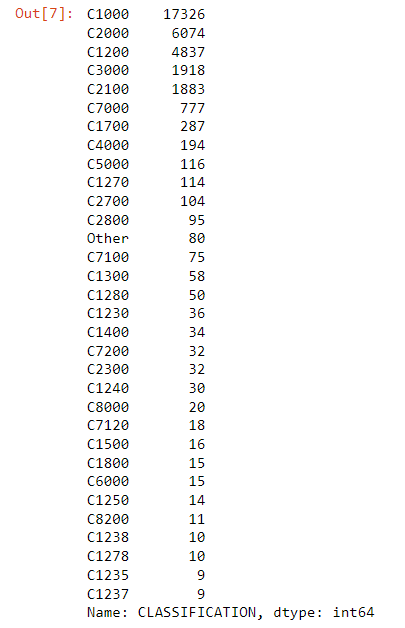 Out[7]: C1000 17326
C2000 6074
C1200 4837
C3000 1918
C2100 1883
C7000 777
C1700 287
C4000 194
C5000 116
C1270 114
C2700 104
C2800 95
Other 80
C7100 75
C1300 58
C1280 50
C1230 36
C1400 34
C7200 32
C2300 32
C1240 30
C8000 20
C7120 18
C1500 16
C1800 15
C6000 15
C1250 14
C8200 11
C1238 10
C1278 10
C1235 9
C1237 9
Name: CLASSIFICATION, dtype: int64